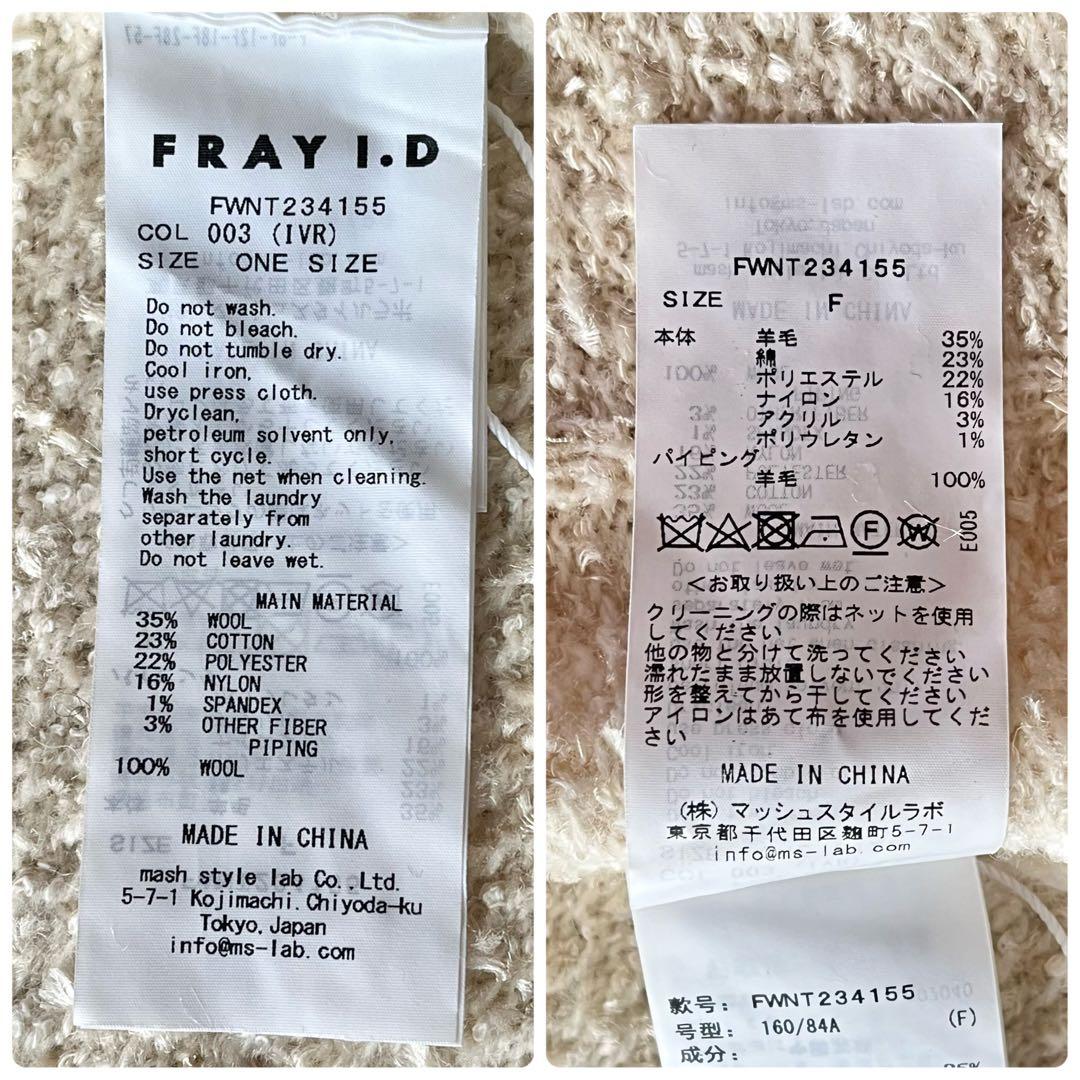 FRAY I.D
FWNT234155
COL 003 (IVR)
SIZE ONE SIZE
Do not wash.
Do not bleach.
Do not tumble dry.
Cool iron,
use press cloth.
Dryclean,
petroleum solvent only,
short cycle.
Use the net when cleaning.
Wash the laundry
separately from
other laundry.
Do not leave wet.
MAIN MATERIAL
35% WOOL
23% COTTON
22% POLYESTER
16% NYLON
1% SPANDEX
3% OTHER FIBER
PIPING
100% WOOL
MADE IN CHINA
mash style lab Co.,Ltd.
5-7-1 Kojimachi.Chiyoda-ku
Tokyo,Japan
info@ms-lab.com
FWNT234155
SIZE F
本体 羊毛 35%
綿 23%
ポリエステル 22%
ナイロン 16%
アクリル 3%
ポリウレタン 1%
パイピング
羊毛 100%
F W
E005
<お取り扱い上のご注意>
クリーニングの際はネットを使用
してください
他の物と分けて洗ってください
濡れたまま放置しないでください
形を整えてから干してください
アイロンはあて布を使用してくだ
さい
MADE IN CHINA
(株) マッシュスタイルラボ
東京都千代田区麹町5-7-1
info@ms-lab.com
款号: FWNT234155
号型: 160/84A (F)
成分: